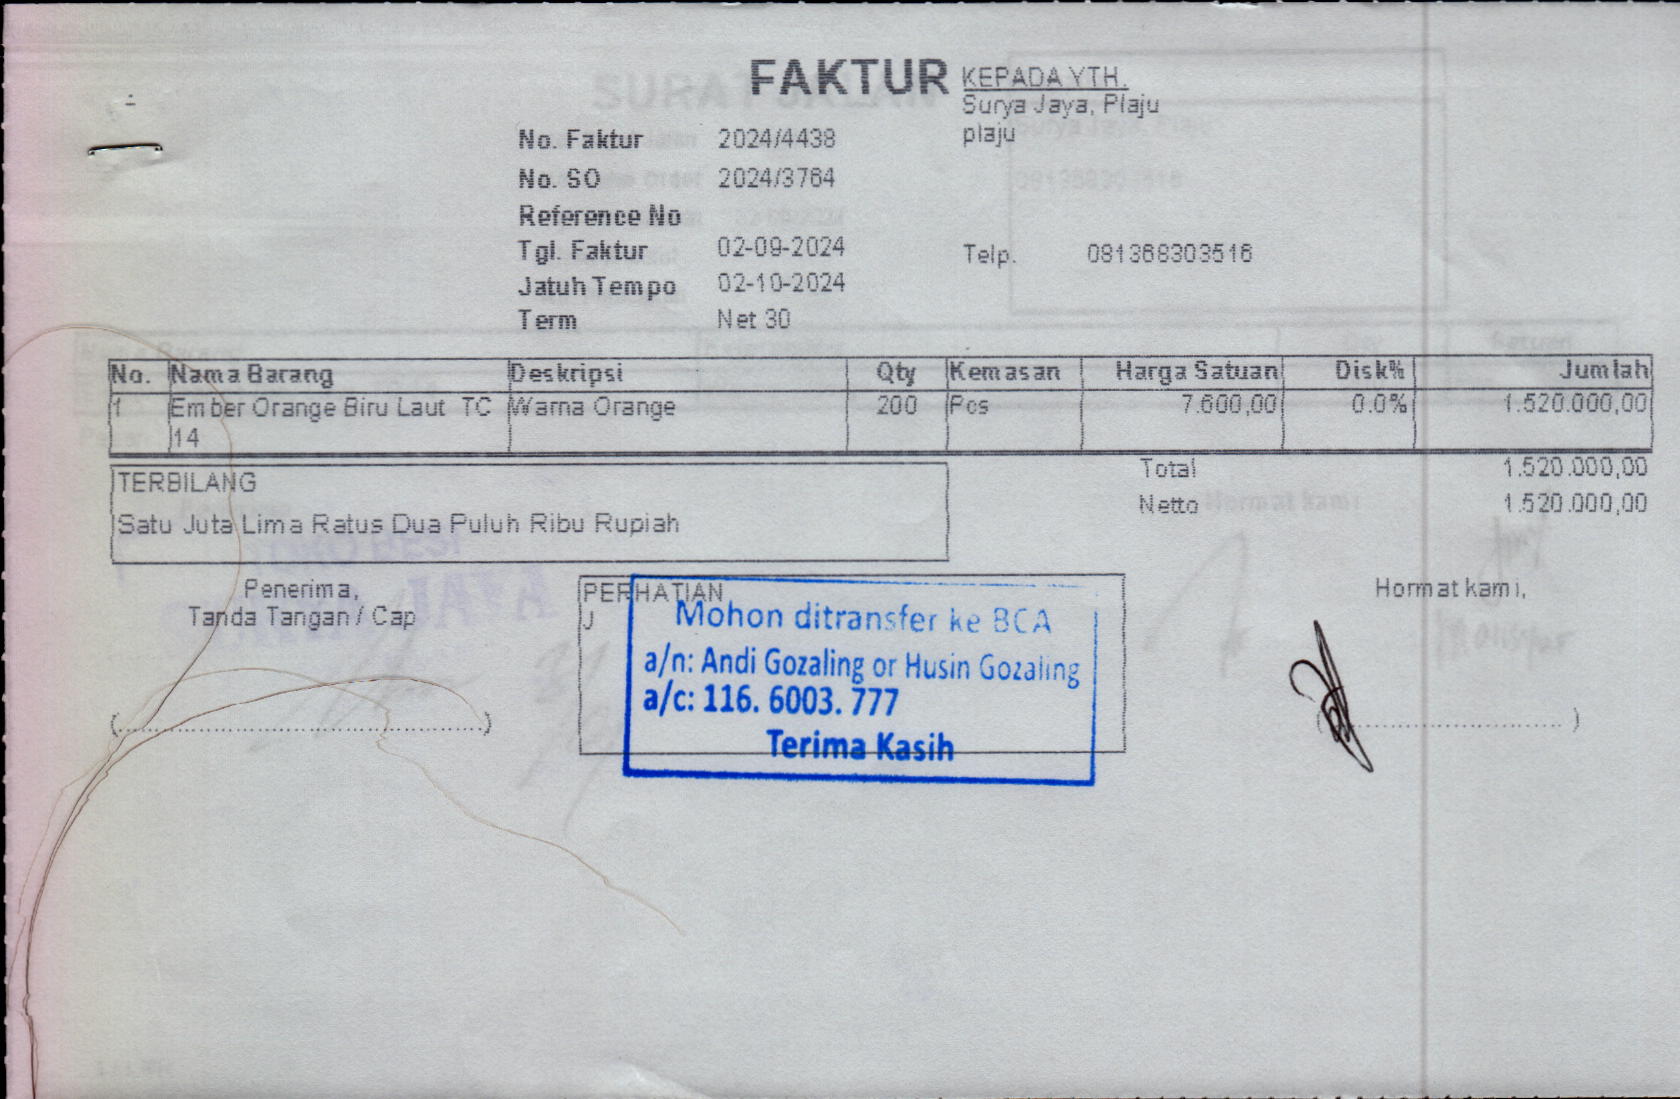 FAKTUR
KEPADA YTH.
Surya Jaya, Plaju
plaju
No. Faktur 2024/4438
No. SO 2024/3764
Reference No
Tgl. Faktur 02-09-2024
Telp. 081368303516
Jatuh Tempo 02-10-2024
Term Net 30
No. Nama Barang Deskripsi Qty Kemasan Harga Satuan Disk% Jumlah
1 Ember Orange Biru Laut TC Warna Orange 200 Pcs 7.600,00 0.0% 1.520.000,00
14
Total 1.520.000,00
TERBILANG
Netto 1.520.000,00
Satu Juta Lima Ratus Dua Puluh Ribu Rupiah
Penerima,
Tanda Tangan / Cap
PERHATIAN
J
Mohon ditransfer ke BCA
a/n: Andi Gozaling or Husin Gozaling
a/c: 116. 6003. 777
Terima Kasih
Hormat kami,
(..........)
(..........)